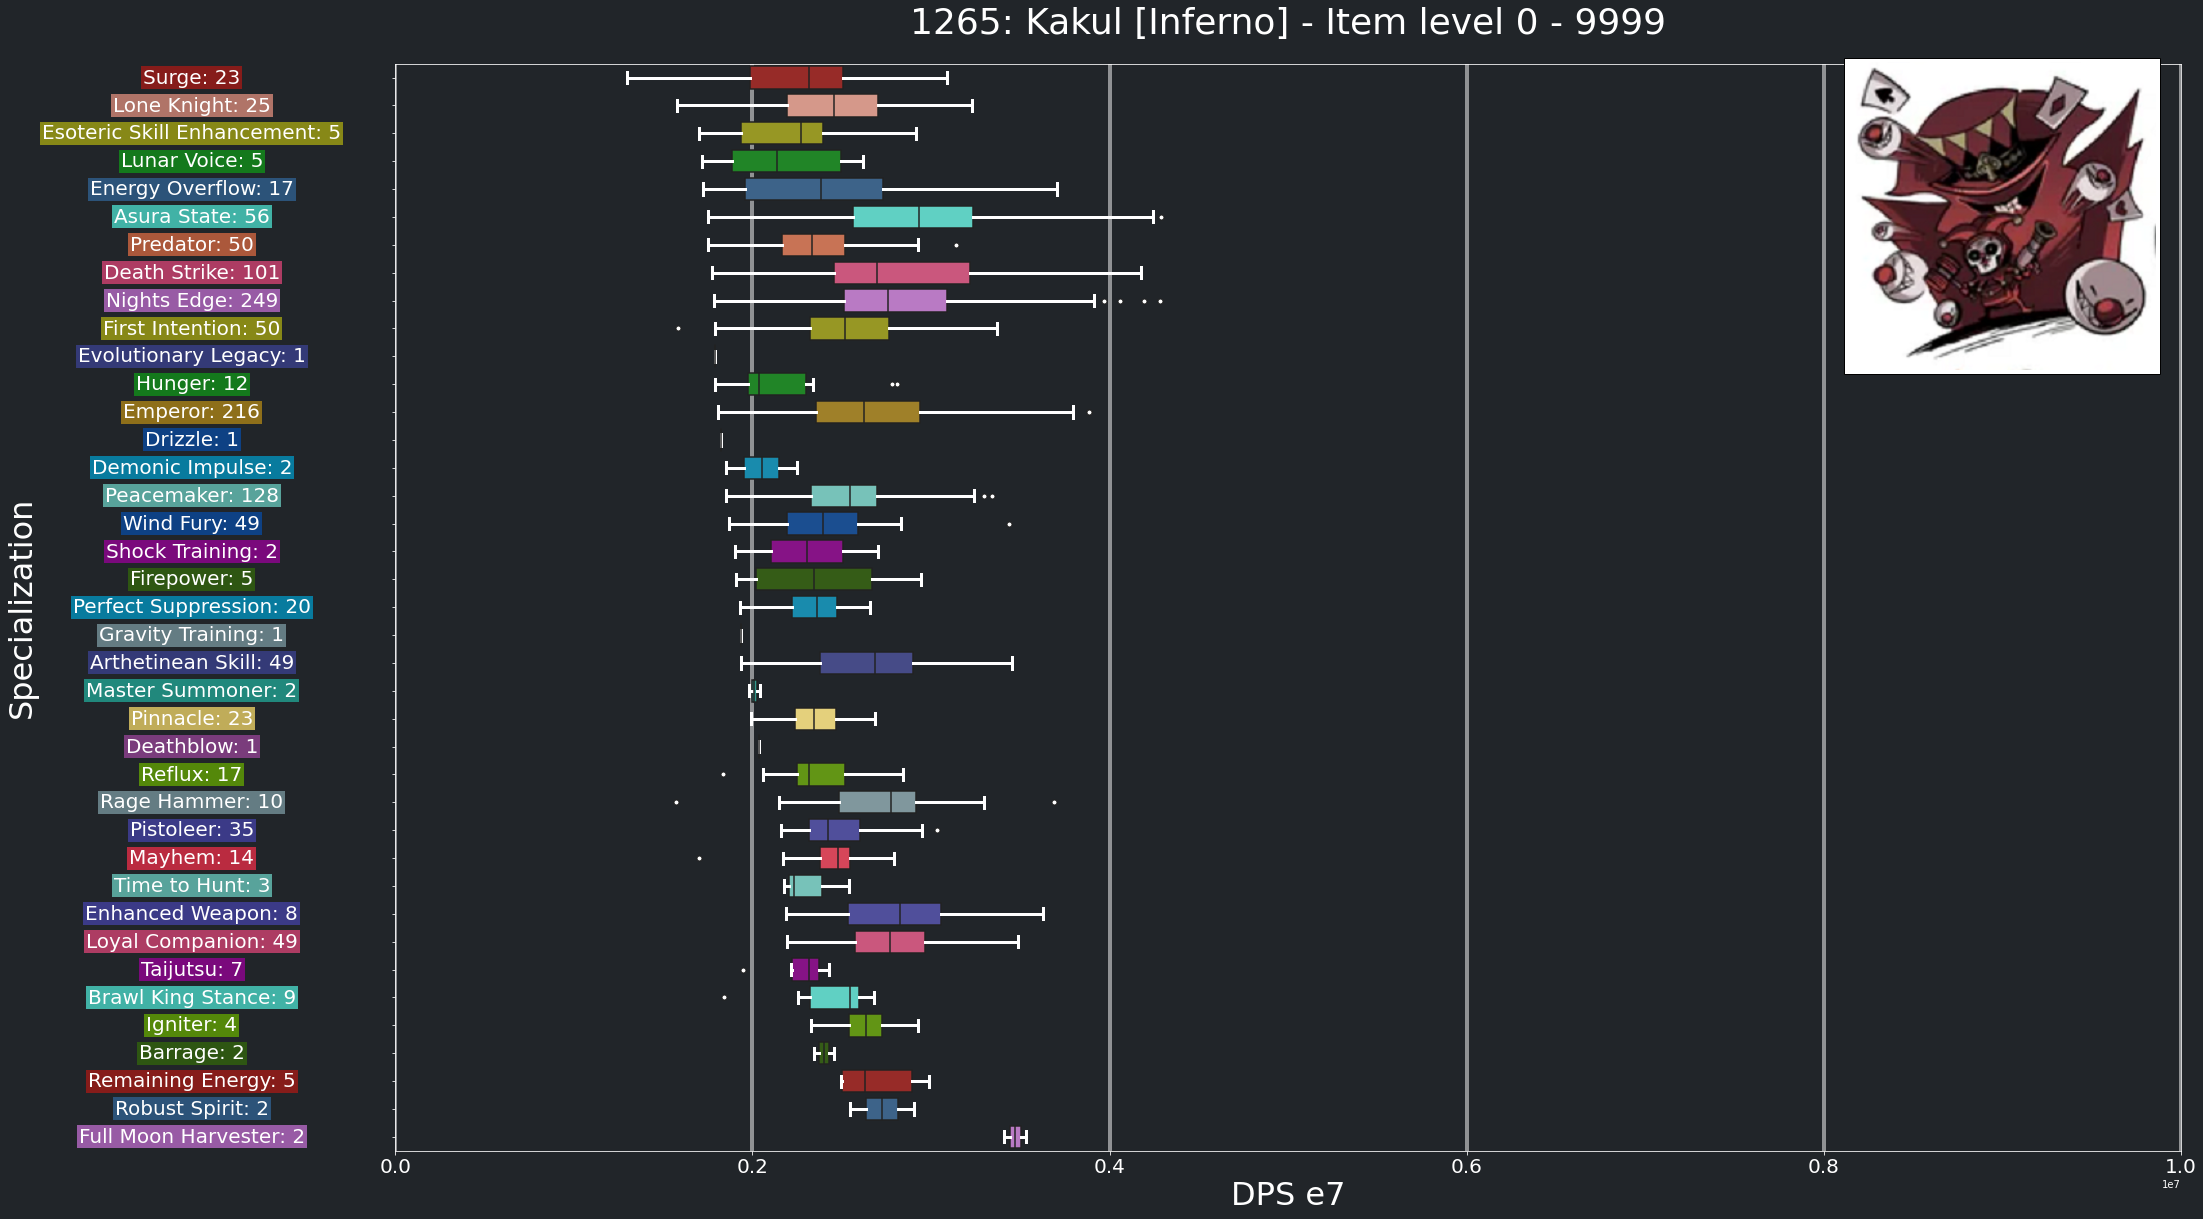 1265: Kakul [Inferno] - Item level 0 - 9999
Specialization
Surge: 23
Lone Knight: 25
Esoteric Skill Enhancement: 5
Lunar Voice: 5
Energy Overflow: 17
Asura State: 56
Predator: 50
Death Strike: 101
Nights Edge: 249
First Intention: 50
Evolutionary Legacy: 1
Hunger: 12
Emperor: 216
Drizzle: 1
Demonic Impulse: 2
Peacemaker: 128
Wind Fury: 49
Shock Training: 2
Firepower: 5
Perfect Suppression: 20
Gravity Training: 1
Arthetinean Skill: 49
Master Summoner: 2
Pinnacle: 23
Deathblow: 1
Reflux: 17
Rage Hammer: 10
Pistoleer: 35
Mayhem: 14
Time to Hunt: 3
Enhanced Weapon: 8
Loyal Companion: 49
Taijutsu: 7
Brawl King Stance: 9
Igniter: 4
Barrage: 2
Remaining Energy: 5
Robust Spirit: 2
Full Moon Harvester: 2
0.0 0.2 0.4 0.6 0.8 1.0
1e7
DPS e7